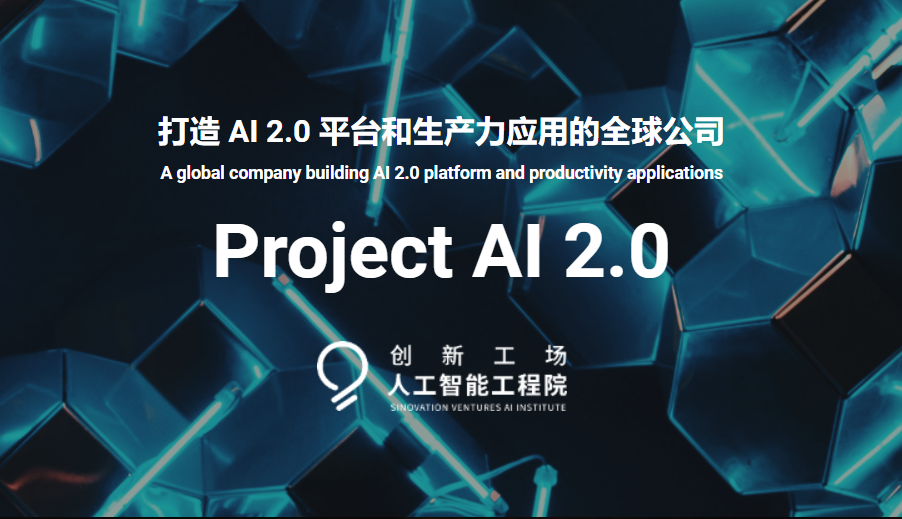 打造 AI 2.0 平台和生产力应用的全球公司
A global company building AI 2.0 platform and productivity applications
Project AI 2.0
创新工场
人工智能工程院
SINOVATION VENTURES AI INSTITUTE